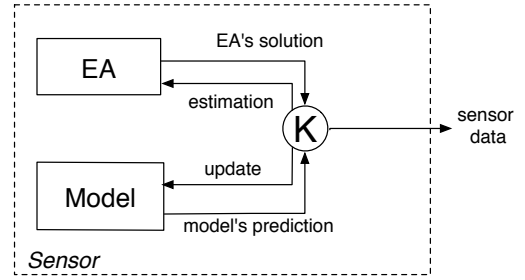 EA's solution
EA
estimation
K
sensor
data
update
Model
model's prediction
Sensor